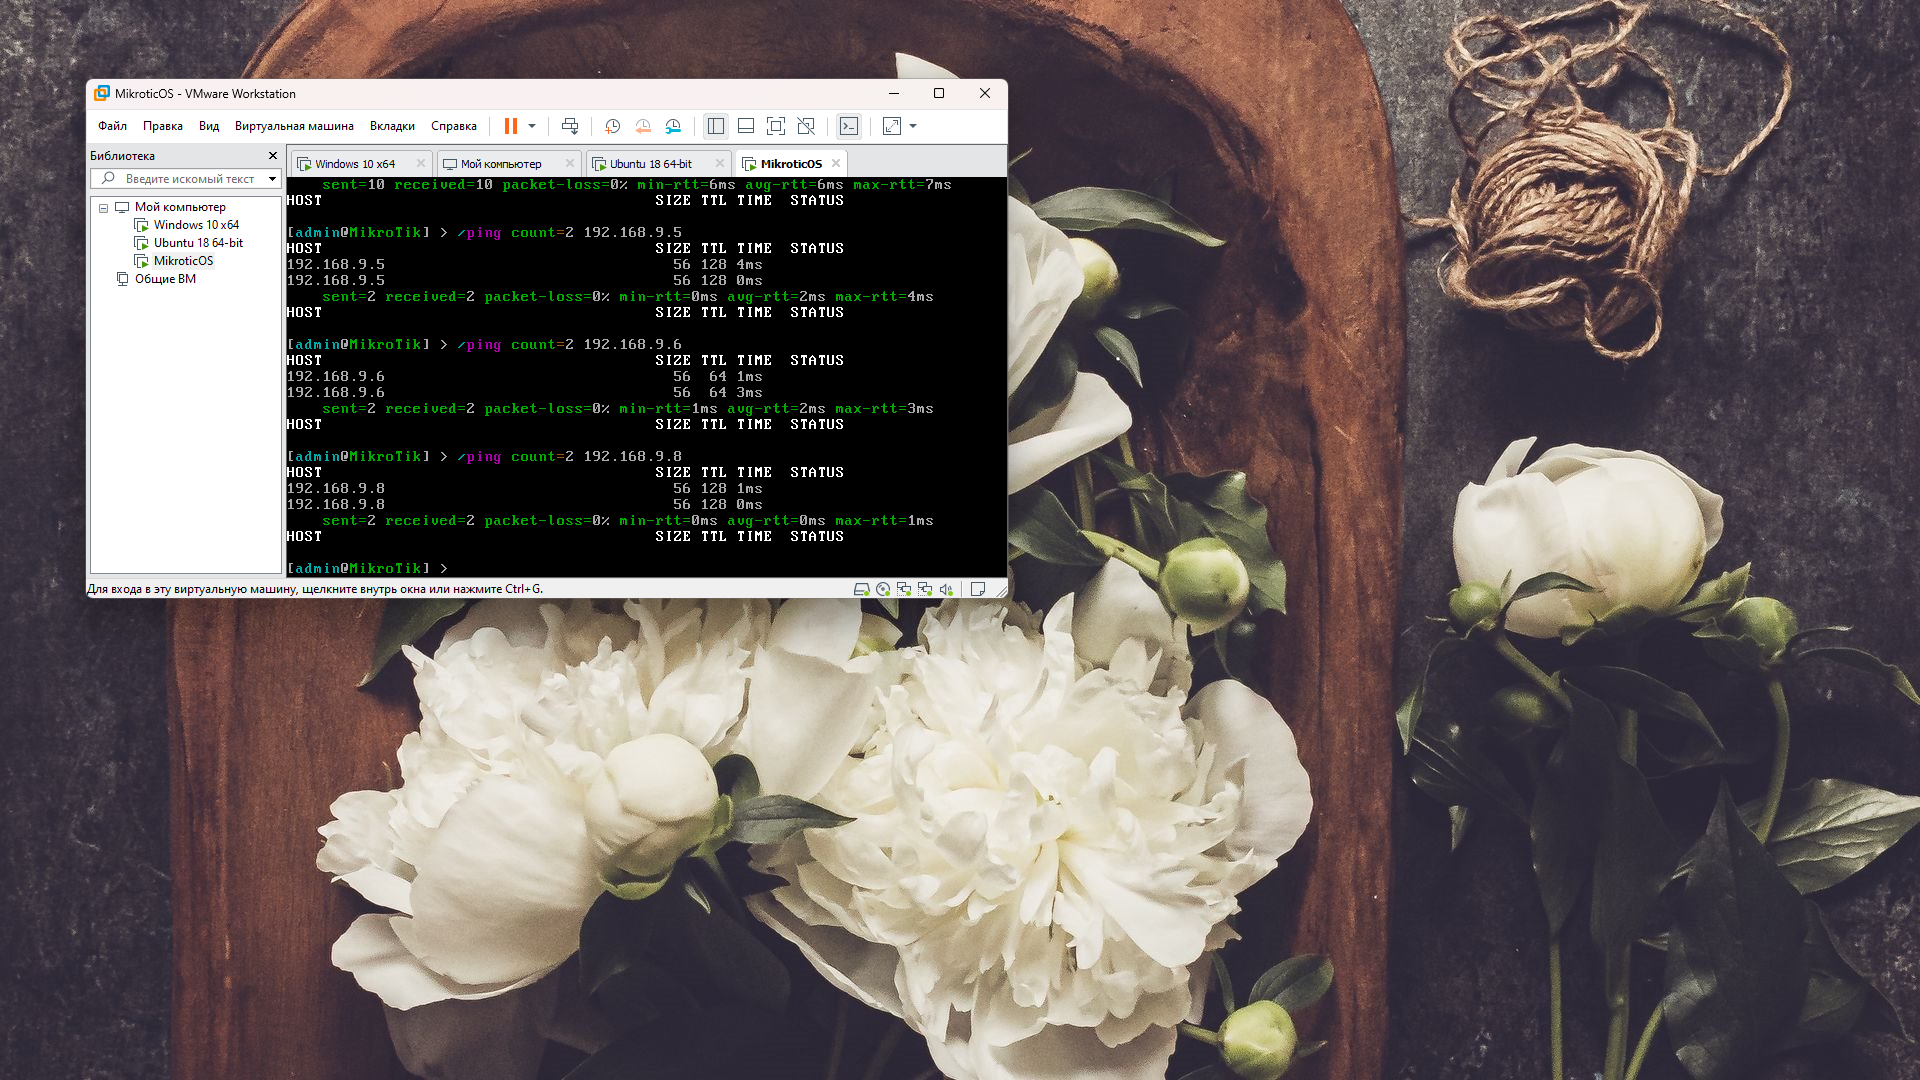 MikroticOS - VMware Workstation
Файл Правка Вид Виртуальная машина Вкладки Справка
Библиотека
Введите искомый текст
Мой компьютер
Windows 10 x64
Ubuntu 18 64-bit
MikroticOS
Общие ВМ
Windows 10 x64 Мой компьютер Ubuntu 18 64-bit MikroticOS
sent=10 received=10 packet-loss=0% min-rtt=6ms avg-rtt=6ms max-rtt=7ms
HOST SIZE TTL TIME STATUS
[admin@MikroTik] > /ping count=2 192.168.9.5
HOST SIZE TTL TIME STATUS
192.168.9.5 56 128 4ms
192.168.9.5 56 128 0ms
sent=2 received=2 packet-loss=0% min-rtt=0ms avg-rtt=2ms max-rtt=4ms
HOST SIZE TTL TIME STATUS
[admin@MikroTik] > /ping count=2 192.168.9.6
HOST SIZE TTL TIME STATUS
192.168.9.6 56 64 1ms
192.168.9.6 56 64 3ms
sent=2 received=2 packet-loss=0% min-rtt=1ms avg-rtt=2ms max-rtt=3ms
HOST SIZE TTL TIME STATUS
[admin@MikroTik] > /ping count=2 192.168.9.8
HOST SIZE TTL TIME STATUS
192.168.9.8 56 128 1ms
192.168.9.8 56 128 0ms
sent=2 received=2 packet-loss=0% min-rtt=0ms avg-rtt=0ms max-rtt=1ms
HOST SIZE TTL TIME STATUS
[admin@MikroTik] >
Для входа в эту виртуальную машину, щелкните внутрь окна или нажмите Ctrl+G.